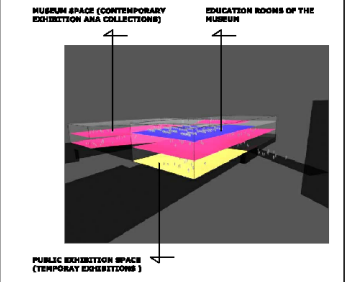 MUSEUM SPACE (CONTEMPORARY
EXHIBITION ANA COLLECTIONS)
EDUCATION ROOMS OF THE
MUSEUM
PUBLIC EXHIBITION SPACE
(TEMPORAY EXHIBITIONS )